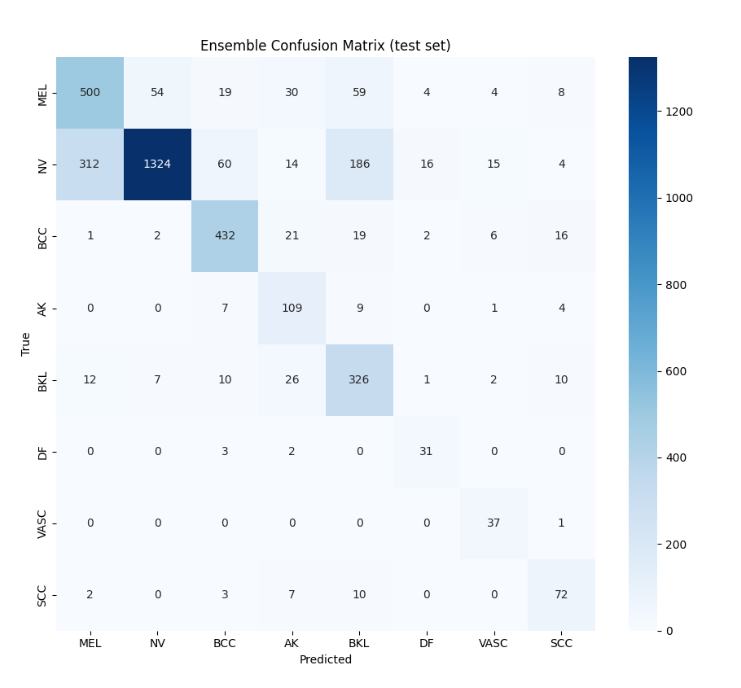 Ensemble Confusion Matrix (test set)
MEL 500 54 19 30 59 4 4 8
NV 312 1324 60 14 186 16 15 4
BCC 1 2 432 21 19 2 6 16
AK 0 0 7 109 9 0 1 4
BKL 12 7 10 26 326 1 2 10
DF 0 0 3 2 0 31 0 0
VASC 0 0 0 0 0 0 37 1
SCC 2 0 3 7 10 0 0 72
MEL NV BCC AK BKL DF VASC SCC
Predicted
True
1200
1000
800
600
400
200
0